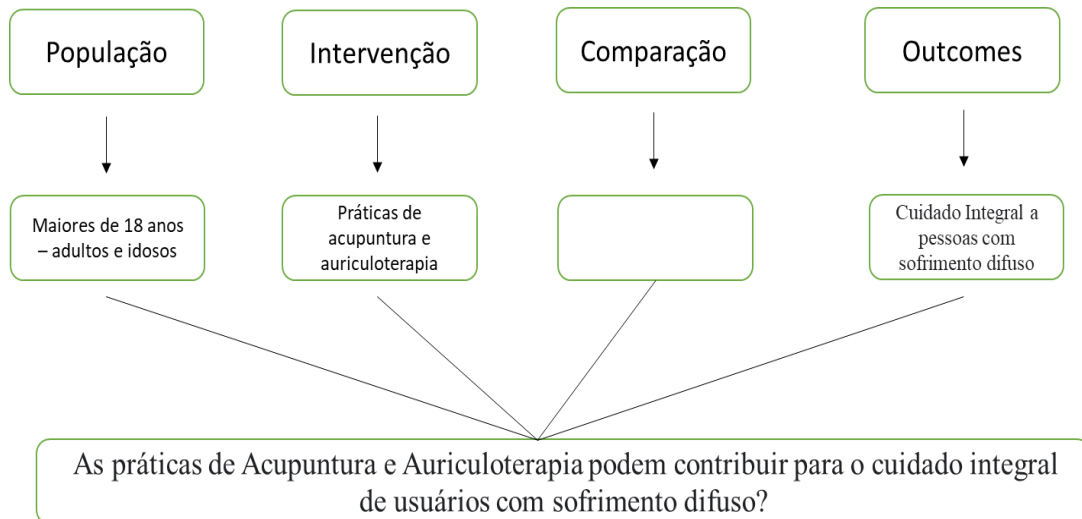 População
Intervenção
Comparação
Outcomes
Maiores de 18 anos
– adultos e idosos
Práticas de
acupuntura e
auriculoterapia
Cuidado Integral a
pessoas com
sofrimento difuso
As práticas de Acupuntura e Auriculoterapia podem contribuir para o cuidado integral
de usuários com sofrimento difuso?